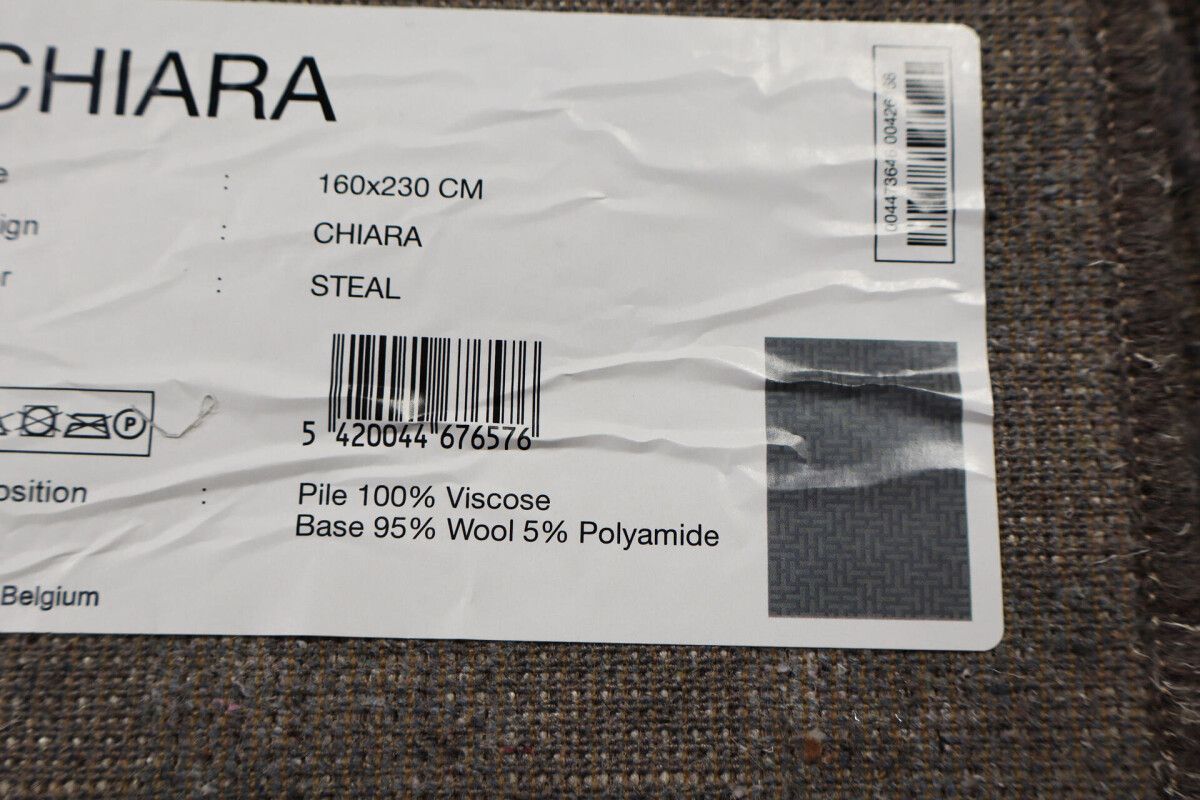 CHIARA
: 160x230 CM
ign : CHIARA
: STEAL
5 420044 676576
P
osition : Pile 100% Viscose
Base 95% Wool 5% Polyamide
Belgium